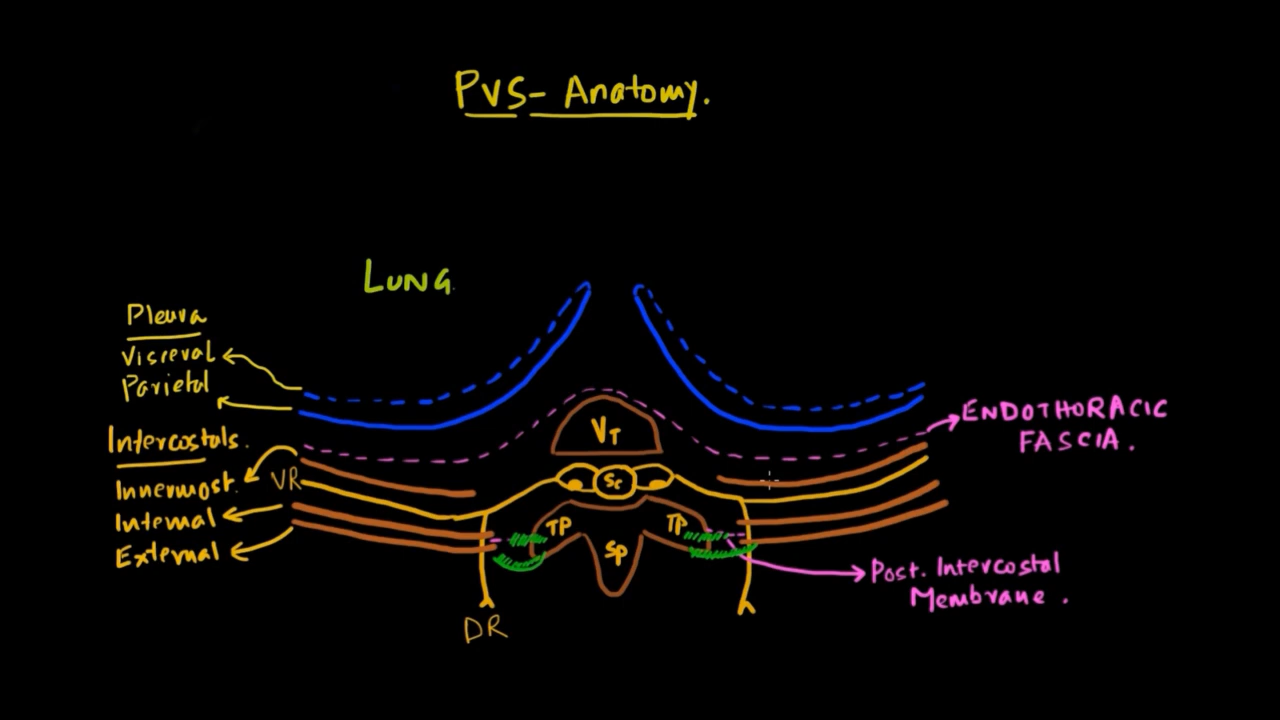 PVS- Anatomy.
LUNG
Pleura
Visceral
Parietal
Intercostals.
Innermost.
VR
Internal
External
VT
Sc
TP
TP
Sp
DR
ENDOTHORACIC
FASCIA.
Post. Intercostal
Membrane.